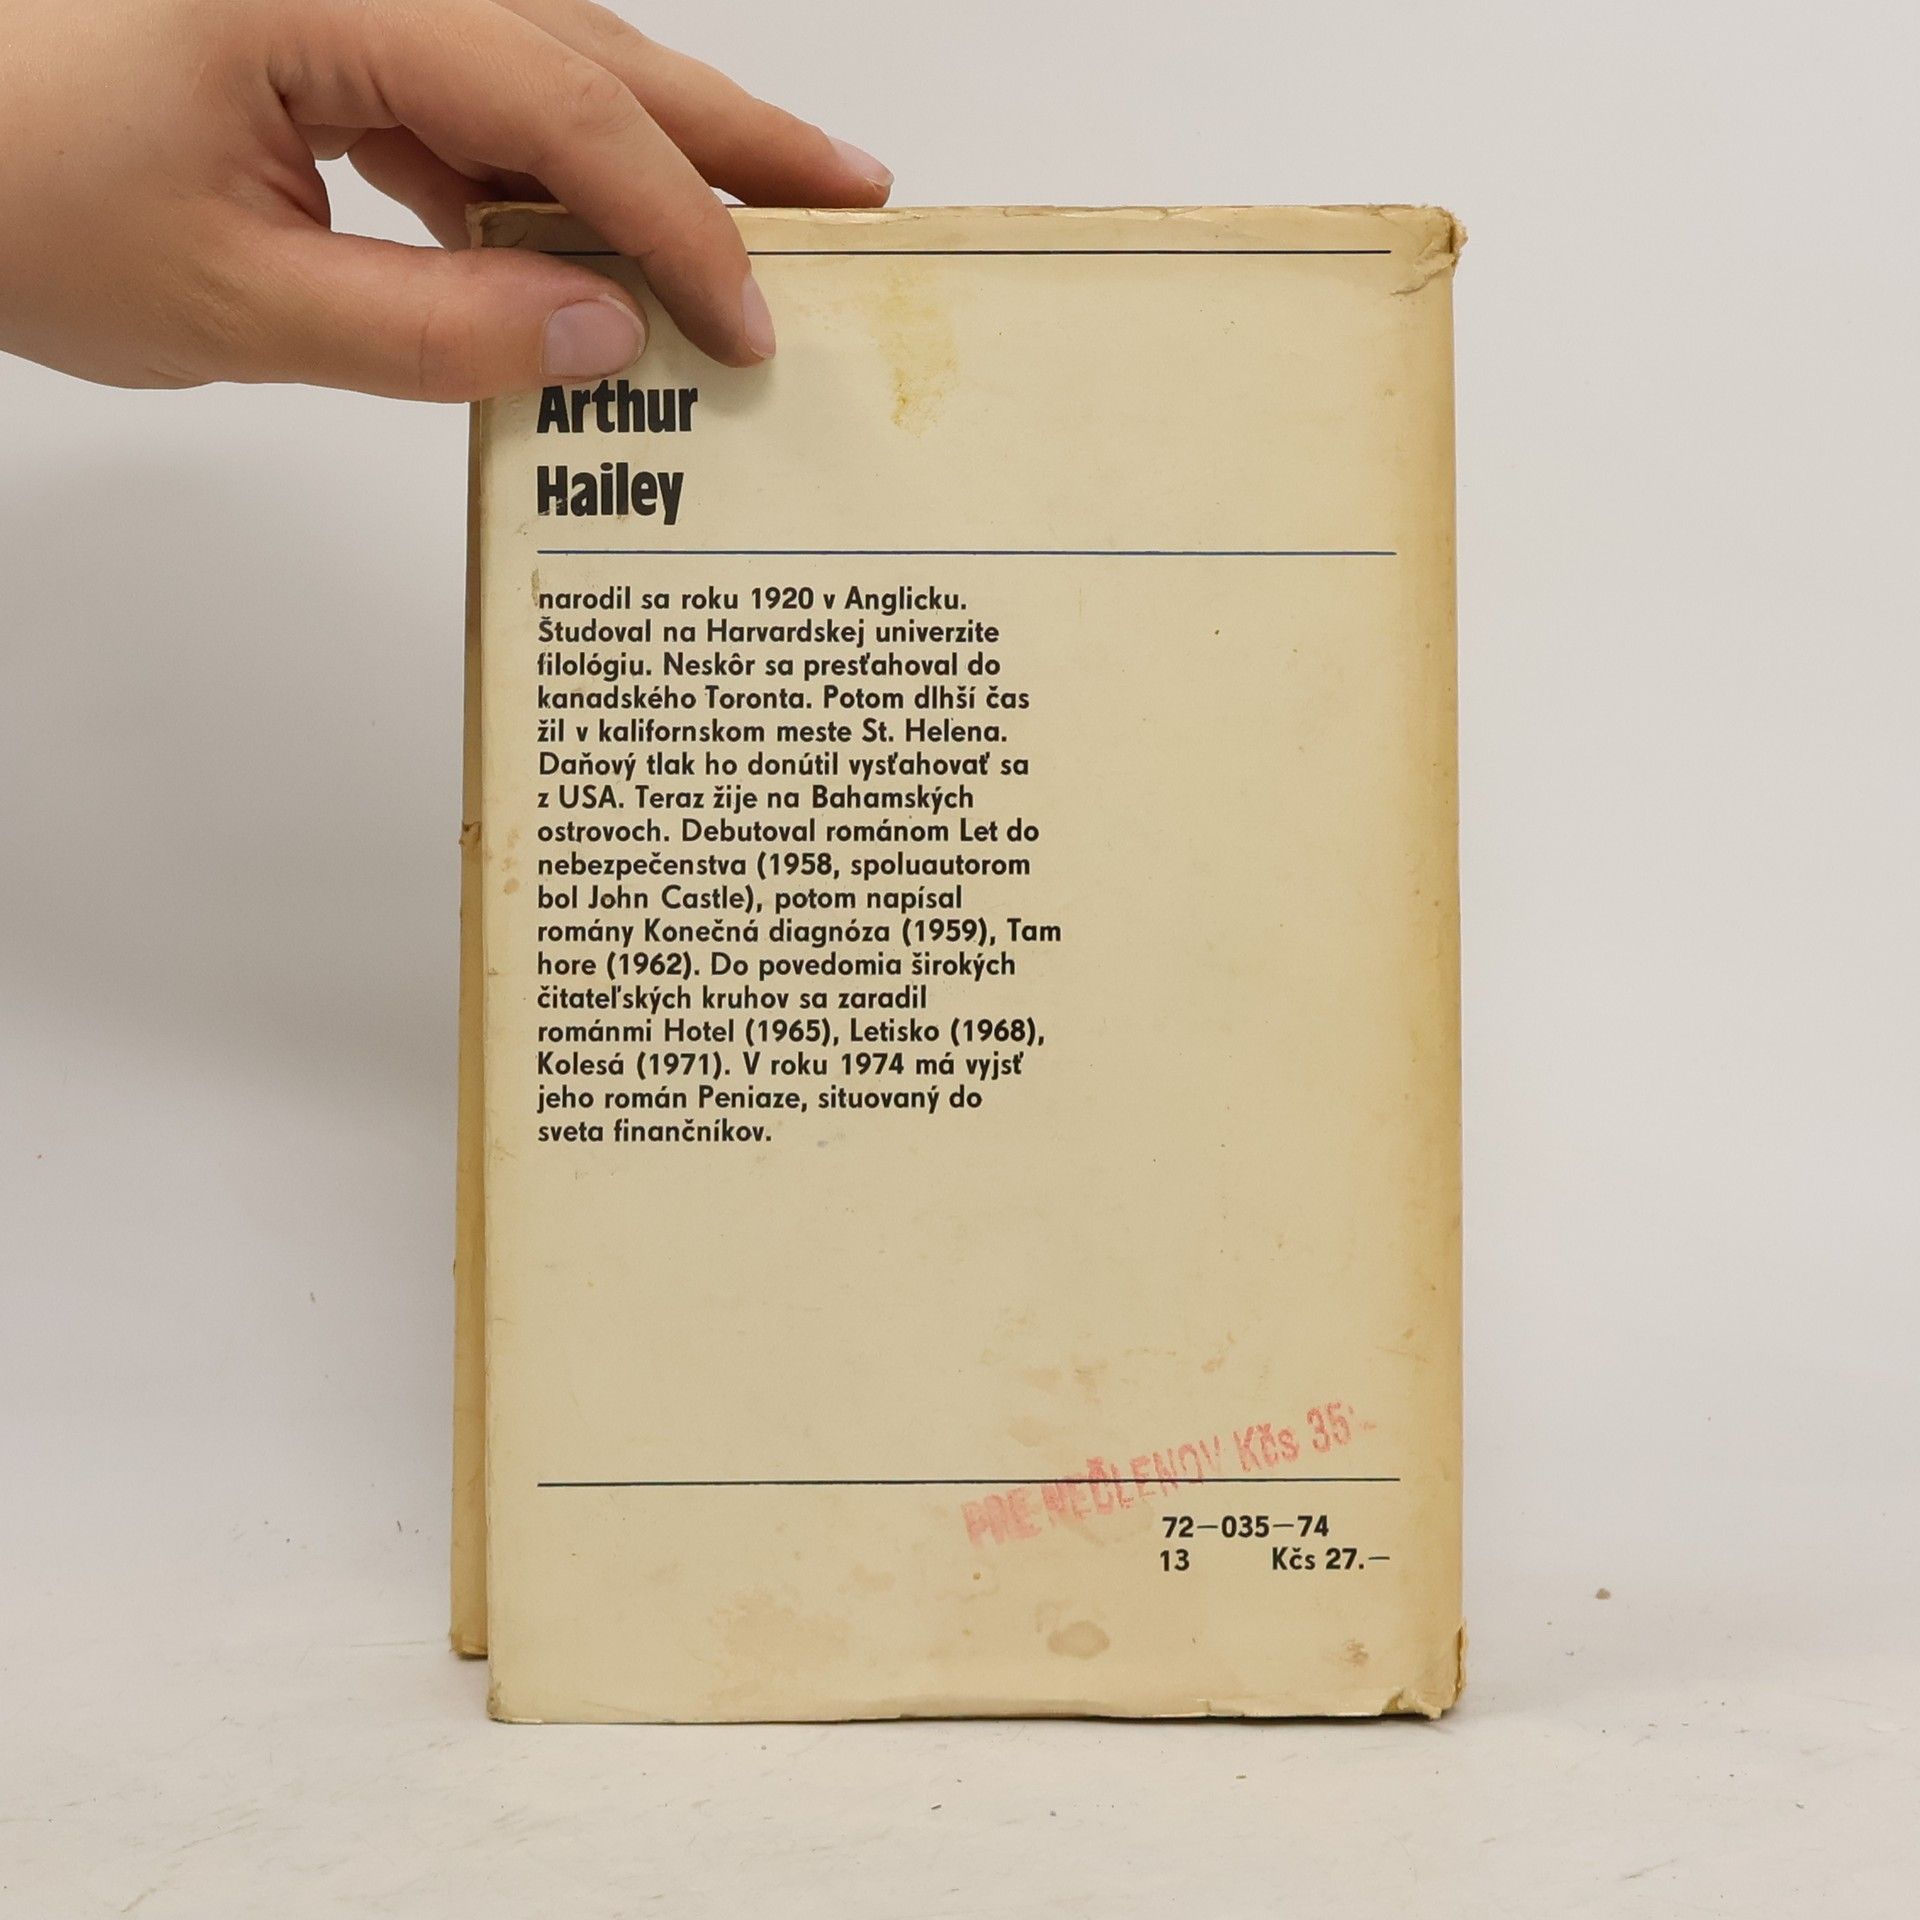 Arthur
Hailey
narodil sa roku 1920 v Anglicku.
Študoval na Harvardskej univerzite
filológiu. Neskôr sa presťahoval do
kanadského Toronta. Potom dlhší čas
žil v kalifornskom meste St. Helena.
Daňový tlak ho donútil vysťahovať sa
z USA. Teraz žije na Bahamských
ostrovoch. Debutoval románom Let do
nebezpečenstva (1958, spoluautorom
bol John Castle), potom napísal
romány Konečná diagnóza (1959), Tam
hore (1962). Do povedomia širokých
čitateľských kruhov sa zaradil
románmi Hotel (1965), Letisko (1968),
Kolesá (1971). V roku 1974 má vyjsť
jeho román Peniaze, situovaný do
sveta finančníkov.
PRE NEČLENOV Kčs 35·-
72—035—74
13 Kčs 27.—